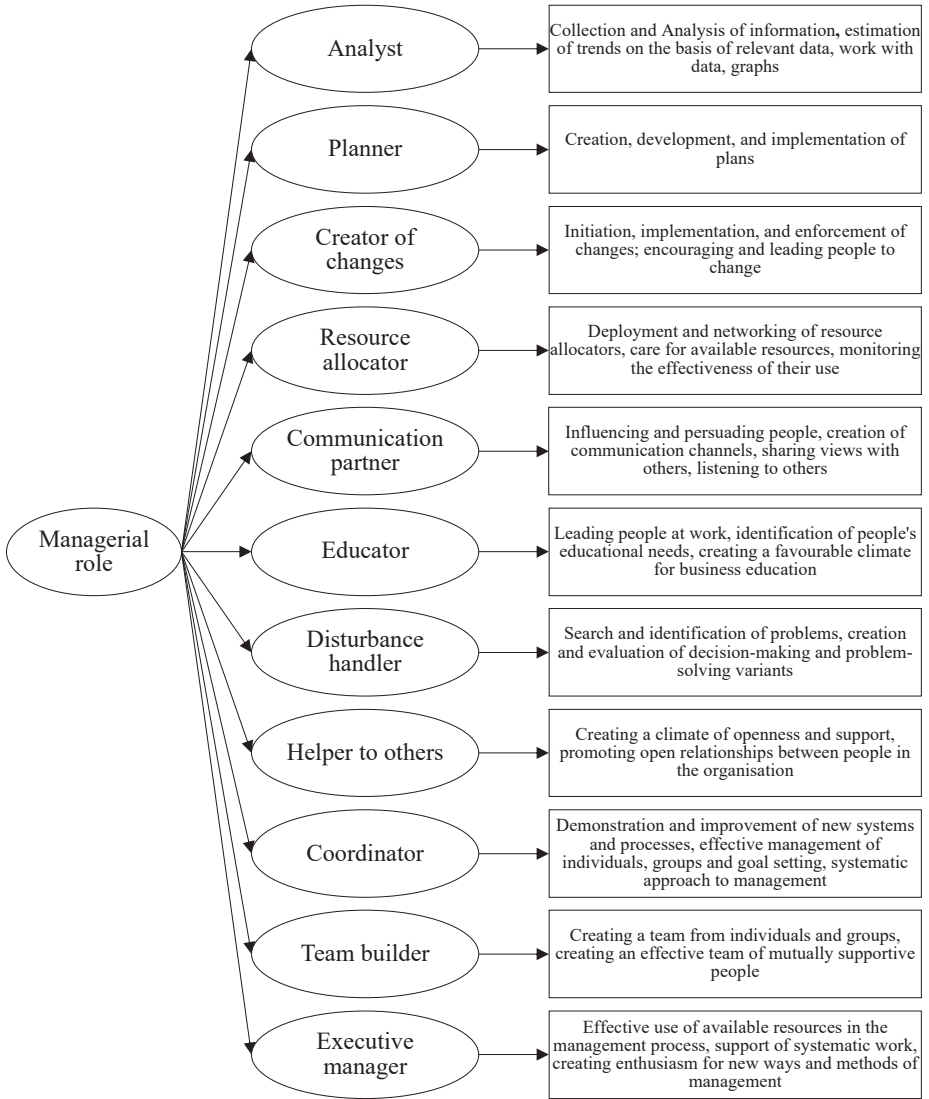 Analyst
Collection and Analysis of information, estimation
of trends on the basis of relevant data, work with
data, graphs
Planner
Creation, development, and implementation of
plans
Creator of
changes
Initiation, implementation, and enforcement of
changes; encouraging and leading people to
change
Resource
allocator
Deployment and networking of resource
allocators, care for available resources, monitoring
the effectiveness of their use
Communication
partner
Influencing and persuading people, creation of
communication channels, sharing views with
others, listening to others
Managerial
role
Educator
Leading people at work, identification of people's
educational needs, creating a favourable climate
for business education
Disturbance
handler
Search and identification of problems, creation
and evaluation of decision-making and problem-
solving variants
Helper to others
Creating a climate of openness and support,
promoting open relationships between people in
the organisation
Coordinator
Demonstration and improvement of new systems
and processes, effective management of
individuals, groups and goal setting, systematic
approach to management
Team builder
Creating a team from individuals and groups,
creating an effective team of mutually supportive
people
Executive
manager
Effective use of available resources in the
management process, support of systematic work,
creating enthusiasm for new ways and methods of
management